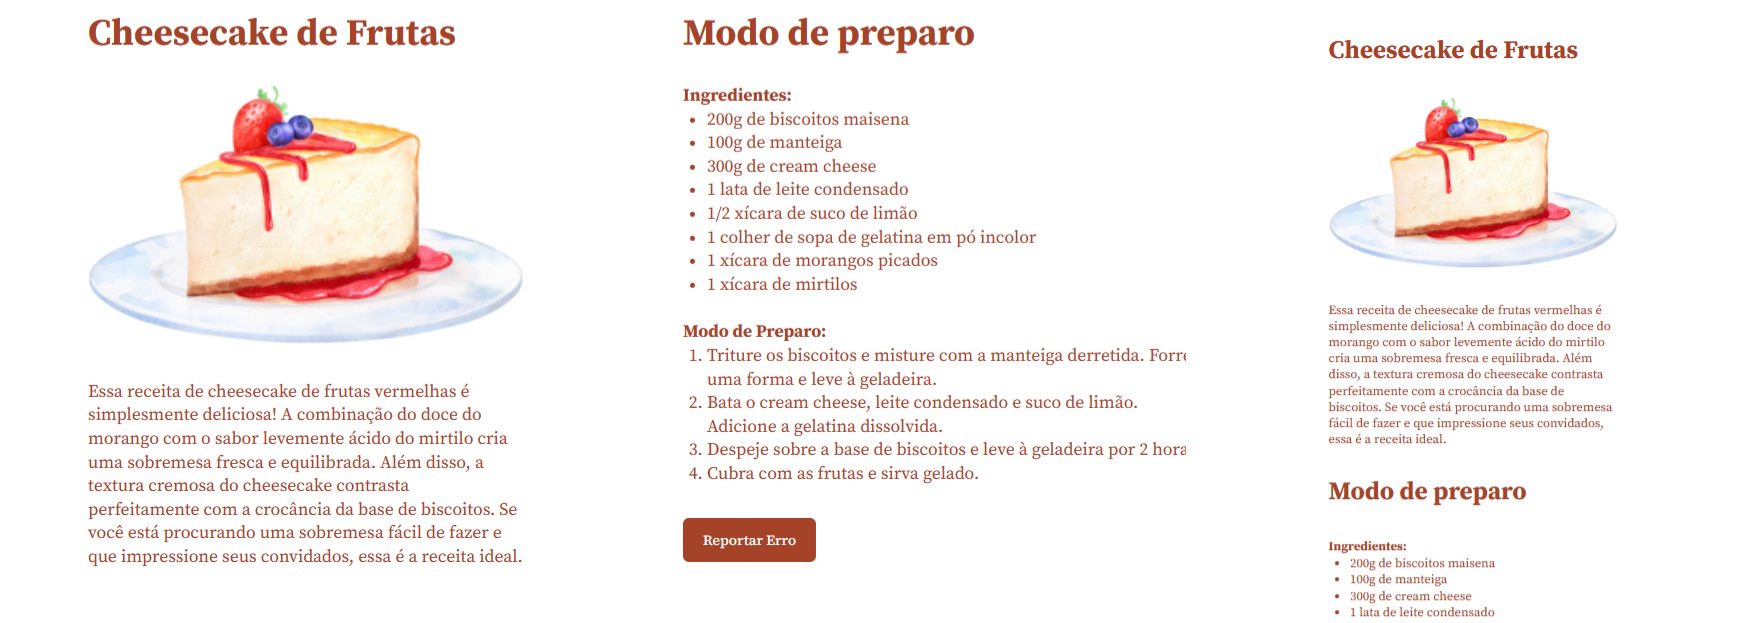 Cheesecake de Frutas
Essa receita de cheesecake de frutas vermelhas é
simplesmente deliciosa! A combinação do doce do
morango com o sabor levemente ácido do mirtilo cria
uma sobremesa fresca e equilibrada. Além disso, a
textura cremosa do cheesecake contrasta
perfeitamente com a crocância da base de biscoitos. Se
você está procurando uma sobremesa fácil de fazer e
que impressione seus convidados, essa é a receita ideal.
Modo de preparo
Ingredientes:
• 200g de biscoitos maisena
• 100g de manteiga
• 300g de cream cheese
• 1 lata de leite condensado
• 1/2 xícara de suco de limão
• 1 colher de sopa de gelatina em pó incolor
• 1 xícara de morangos picados
• 1 xícara de mirtilos
Modo de Preparo:
1. Triture os biscoitos e misture com a manteiga derretida. Forre
uma forma e leve à geladeira.
2. Bata o cream cheese, leite condensado e suco de limão.
Adicione a gelatina dissolvida.
3. Despeje sobre a base de biscoitos e leve à geladeira por 2 hora
4. Cubra com as frutas e sirva gelado.
Reportar Erro
Cheesecake de Frutas
Essa receita de cheesecake de frutas vermelhas é
simplesmente deliciosa! A combinação do doce do
morango com o sabor levemente ácido do mirtilo
cria uma sobremesa fresca e equilibrada. Além
disso, a textura cremosa do cheesecake contrasta
perfeitamente com a crocância da base de
biscoitos. Se você está procurando uma sobremesa
fácil de fazer e que impressione seus convidados,
essa é a receita ideal.
Modo de preparo
Ingredientes:
• 200g de biscoitos maisena
• 100g de manteiga
• 300g de cream cheese
• 1 lata de leite condensado